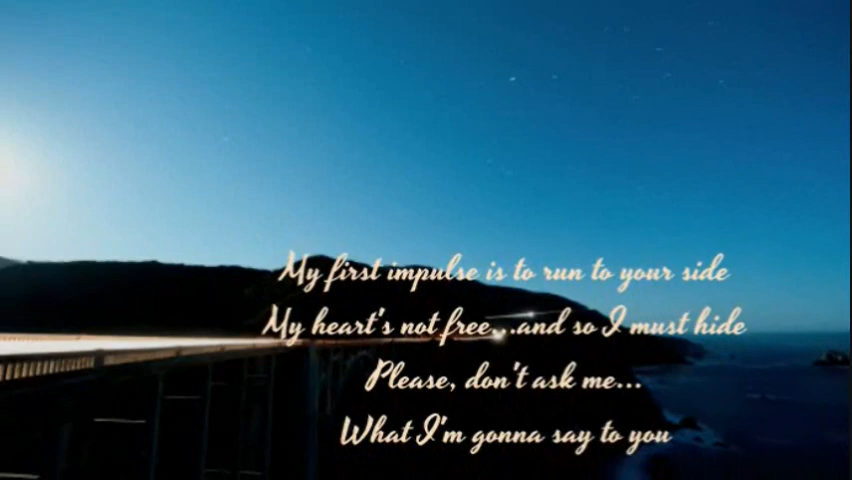 My first impulse is to run to your side
My heart's not free...and so I must hide
Please, don't ask me...
What I'm gonna say to you